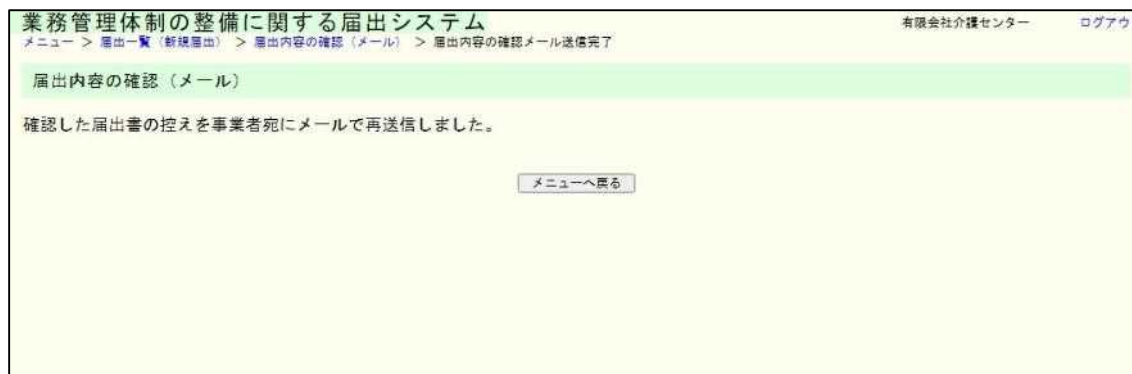 業務管理体制の整備に関する届出システム
有限会社介護センター ログアウ
メニュー > 届出一覧（新規届出） > 届出内容の確認（メール） > 届出内容の確認メール送信完了
届出内容の確認（メール）
確認した届出書の控えを事業者宛にメールで再送信しました。
メニューへ戻る